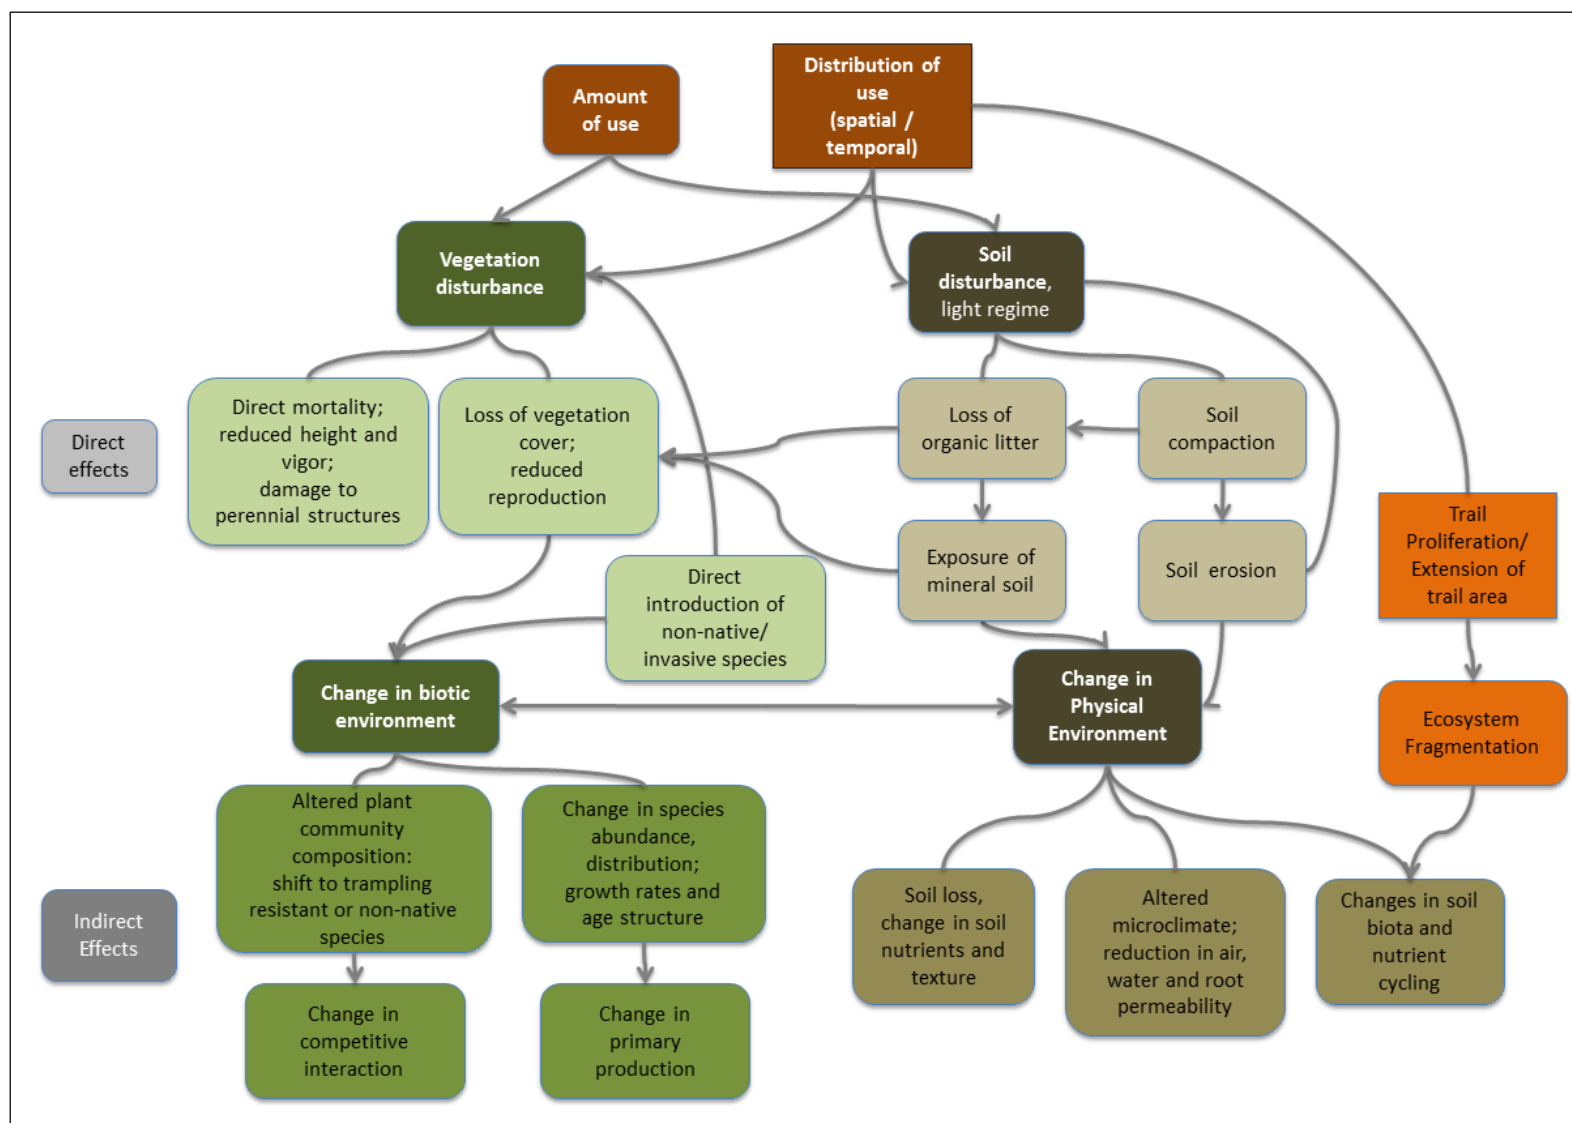 Amount
of use
Distribution of
use
(spatial /
temporal)
Vegetation
disturbance
Soil
disturbance,
light regime
Direct
effects
Direct mortality;
reduced height and
vigor;
damage to
perennial structures
Loss of vegetation
cover;
reduced
reproduction
Loss of
organic litter
Soil
compaction
Direct
introduction of
non-native/
invasive species
Exposure of
mineral soil
Soil erosion
Trail
Proliferation/
Extension of
trail area
Change in biotic
environment
Change in
Physical
Environment
Ecosystem
Fragmentation
Indirect
Effects
Altered plant
community
composition:
shift to trampling
resistant or non-native
species
Change in species
abundance,
distribution;
growth rates and
age structure
Soil loss,
change in soil
nutrients and
texture
Altered
microclimate;
reduction in air,
water and root
permeability
Changes in soil
biota and
nutrient
cycling
Change in
competitive
interaction
Change in
primary
production